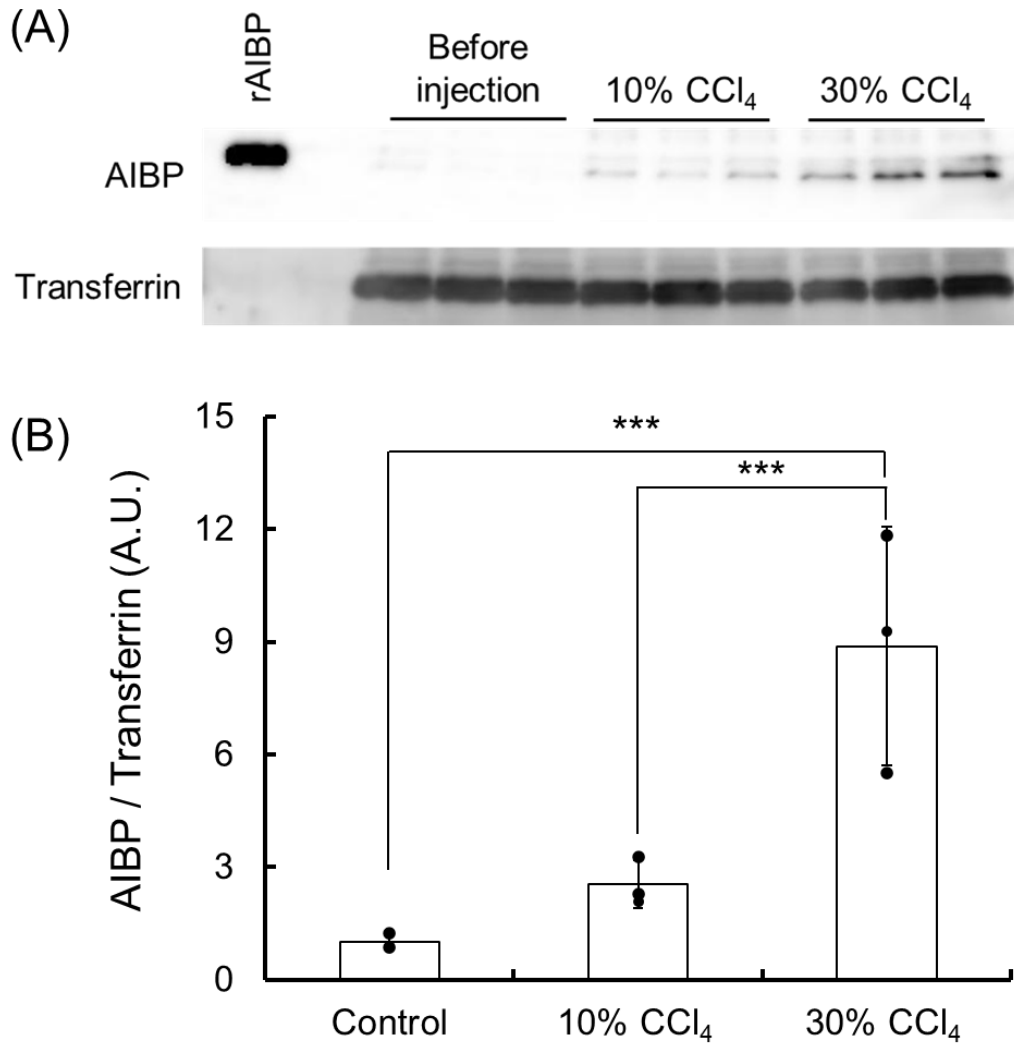 (A)
rAIBP
Before
injection
10% CCl₄
30% CCl₄
AIBP
Transferrin
(B)
AIBP / Transferrin (A.U.)
15
12
9
6
3
0
***
***
Control
10% CCl₄
30% CCl₄